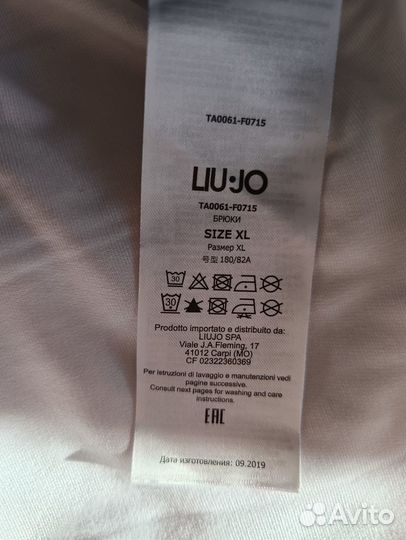 TA0061-F0715
LIU·JO
TA0061-F0715
БРЮКИ
SIZE XL
Размер XL
号型 180/82A
30
30
Prodotto importato e distribuito da:
LIUJO SPA
Viale J.A.Fleming, 17
41012 Carpi (MO)
CF 02322360369
Per istruzioni di lavaggio e manutenzioni vedi
pagine successive.
Consult next pages for washing and care
instructions.
EAC
Дата изготовления: 09.2019
Avito